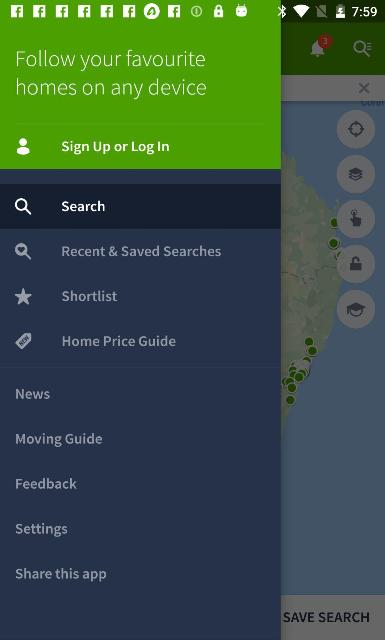 7:59
Follow your favourite
homes on any device
3
Sign Up or Log In
Search
Recent & Saved Searches
Shortlist
Home Price Guide
News
Moving Guide
Feedback
Settings
Share this app
SAVE SEARCH